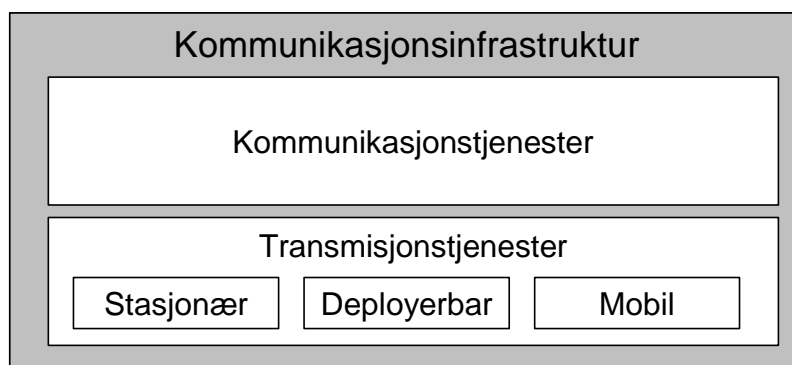 Kommunikasjonsinfrastruktur
Kommunikasjonstjenester
Transmisjonstjenester
Stasjonær Deployerbar Mobil